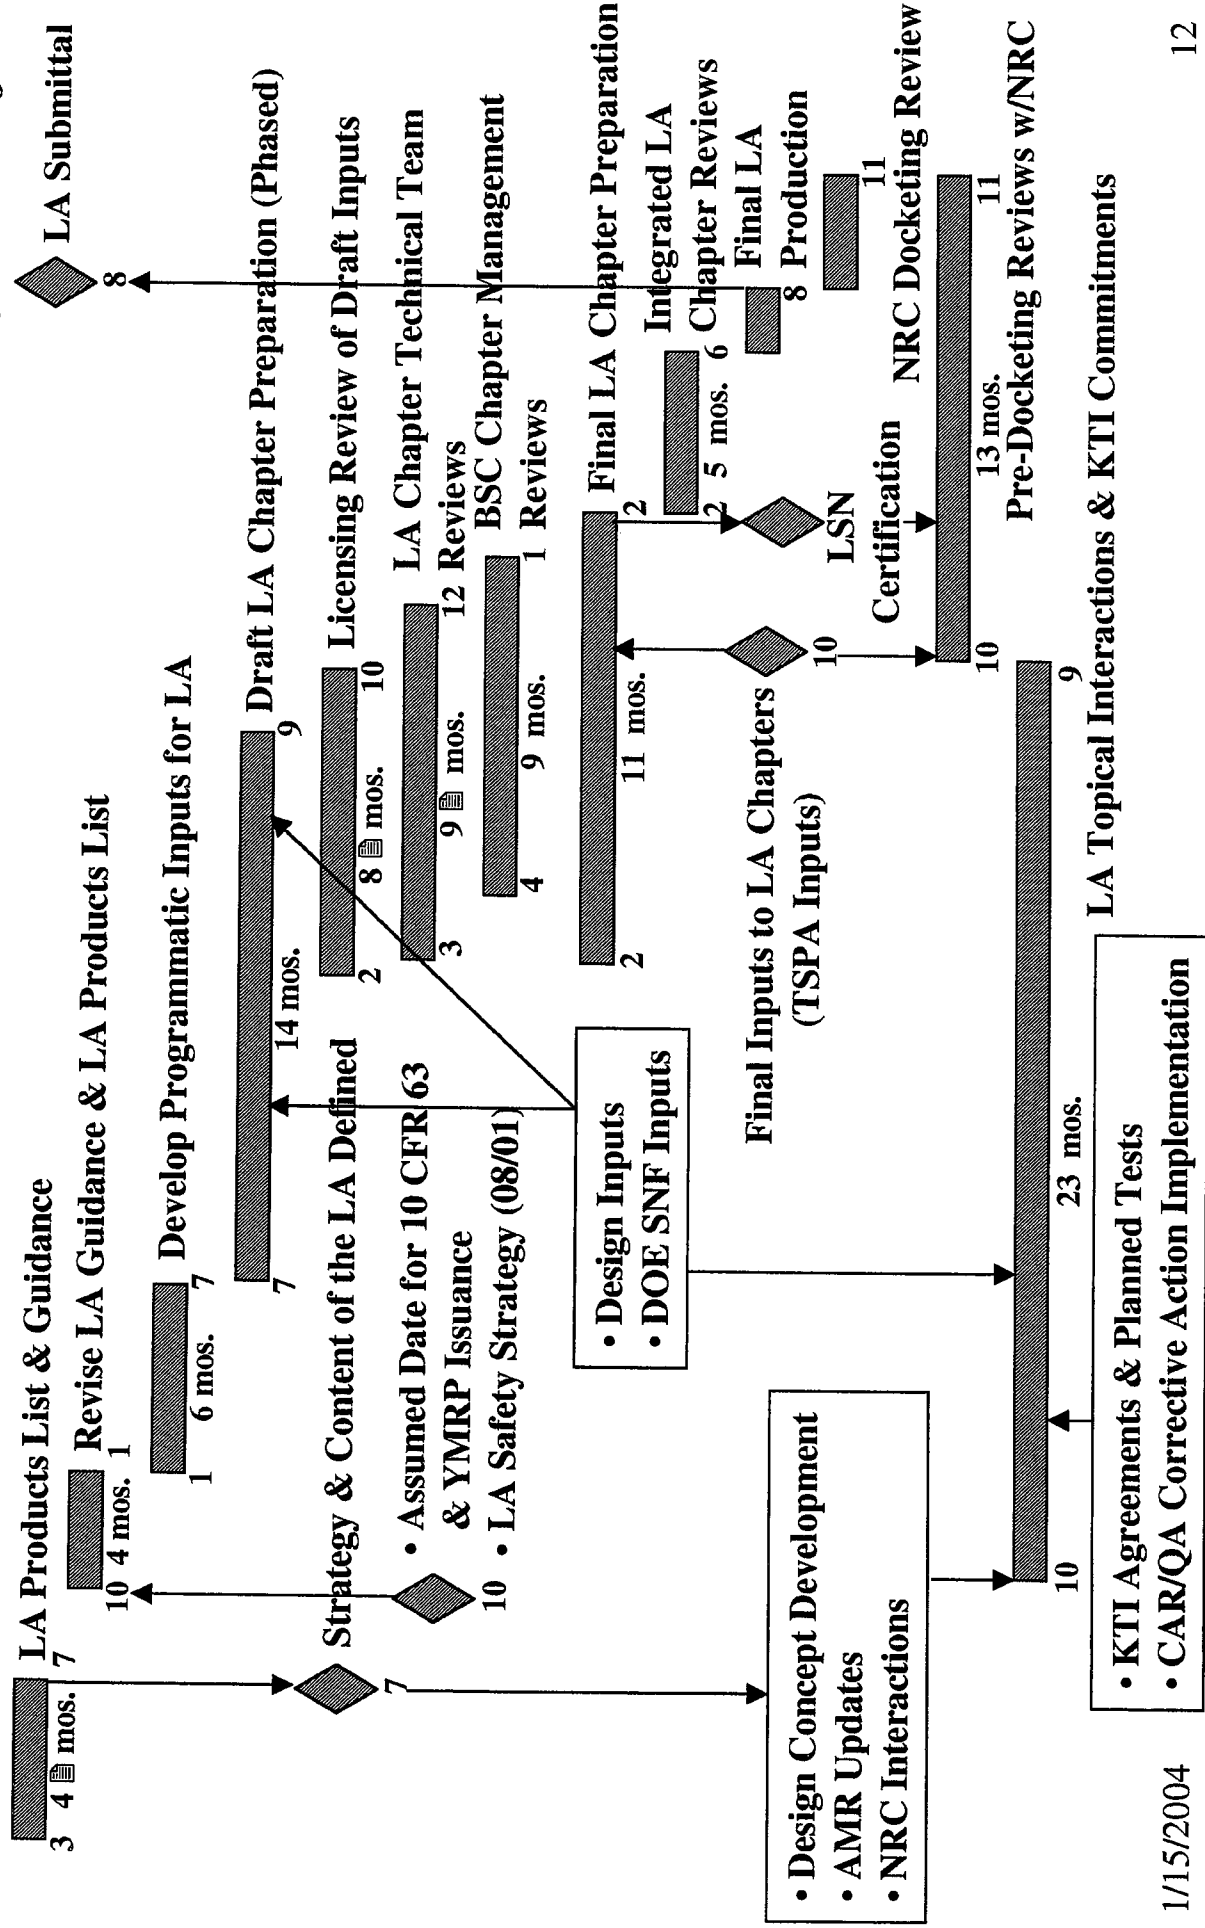 LA Submittal
8
LA Products List & Guidance
3 4 mos. 7
Revise LA Guidance & LA Products List
10 4 mos. 1
Develop Programmatic Inputs for LA
1 6 mos. 7
Draft LA Chapter Preparation (Phased)
7 14 mos. 9
Strategy & Content of the LA Defined
7
Licensing Review of Draft Inputs
2 8 mos. 10
• Assumed Date for 10 CFR 63
& YMRP Issuance
• LA Safety Strategy (08/01)
10
LA Chapter Technical Team
Reviews
3 9 mos. 12
BSC Chapter Management
Reviews
4 9 mos. 1
Final LA Chapter Preparation
2 11 mos. 2
• Design Inputs
• DOE SNF Inputs
Integrated LA
Chapter Reviews
2 5 mos. 6
Final LA
Production
8
Final Inputs to LA Chapters
(TSPA Inputs)
10
LSN
Certification
11
NRC Docketing Review
• Design Concept Development
• AMR Updates
• NRC Interactions
10 13 mos. 11
Pre-Docketing Reviews w/NRC
10 23 mos. 9
LA Topical Interactions & KTI Commitments
• KTI Agreements & Planned Tests
• CAR/QA Corrective Action Implementation
1/15/2004
12